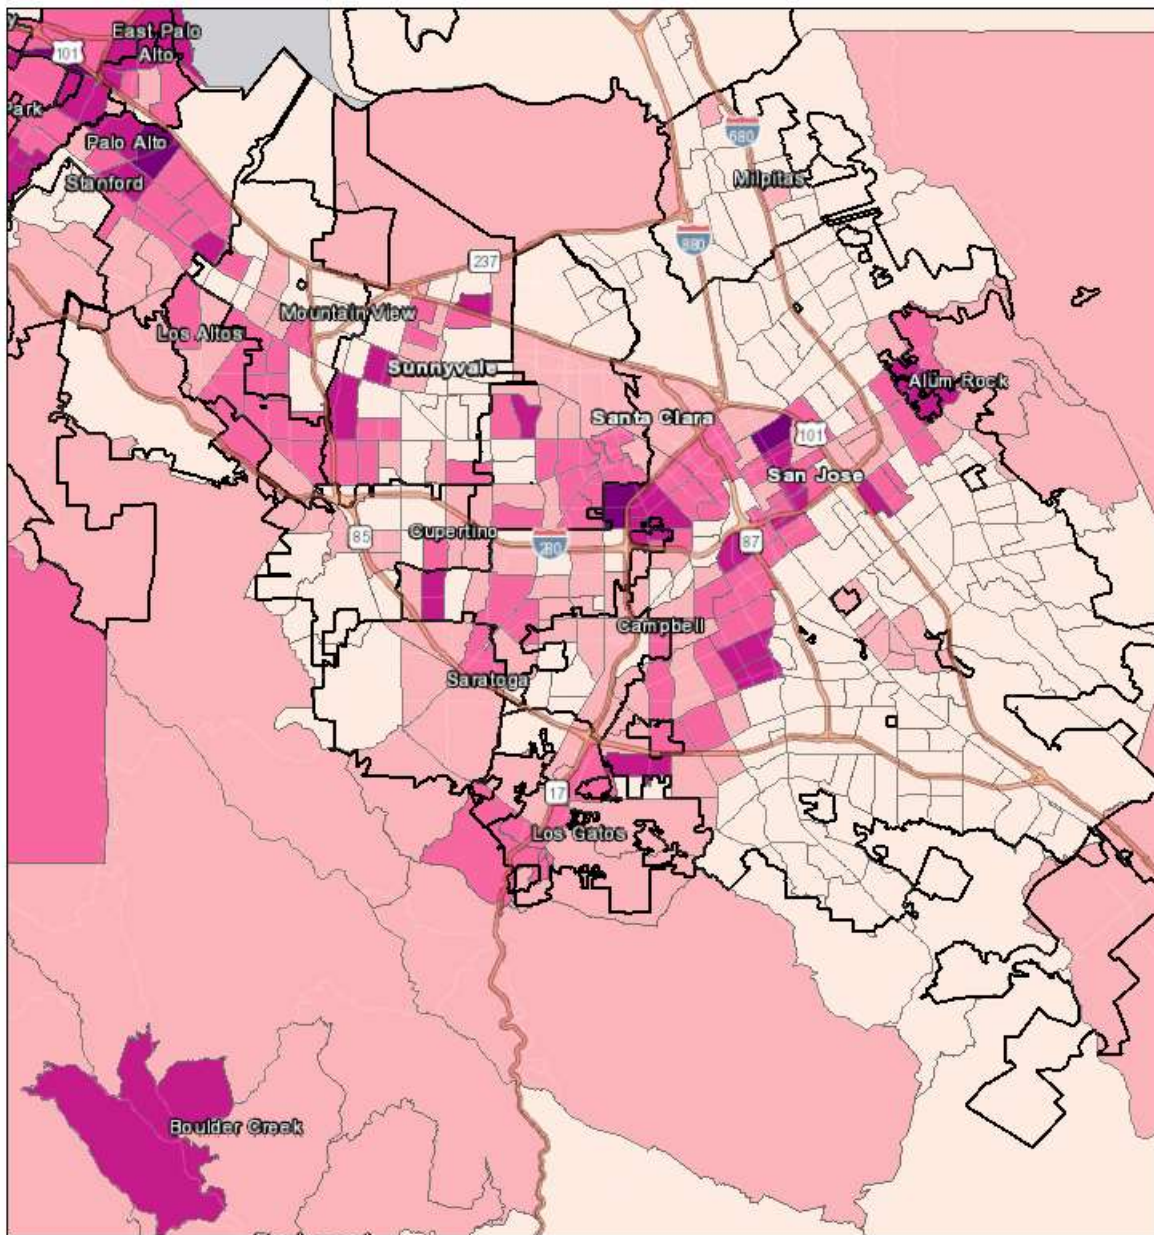 East Palo
Alto
101
Park
Palo Alto
Stanford
680
Milpitas
880
237
Mountain View
Los Altos
Sunnyvale
Alum Rock
Santa Clara
101
San Jose
Cupertino
85
280
87
Campbell
Saratoga
17
Los Gatos
Boulder Creek